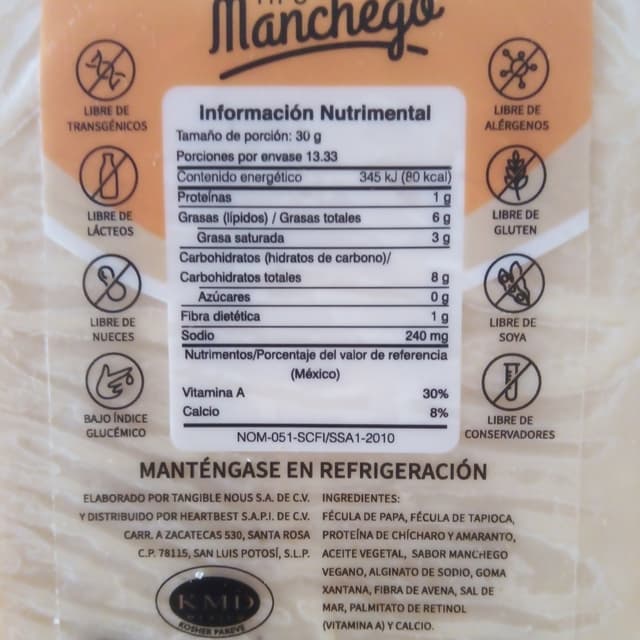 Manchego
LIBRE DE
TRANSGÉNICOS
LIBRE DE
LÁCTEOS
LIBRE DE
NUECES
BAJO ÍNDICE
GLUCÉMICO
Información Nutrimental
Tamaño de porción: 30 g
Porciones por envase 13.33
Contenido energético 345 kJ (80 kcal)
Proteínas 1 g
Grasas (lípidos) / Grasas totales 6 g
Grasa saturada 3 g
Carbohidratos (hidratos de carbono)/
Carbohidratos totales 8 g
Azúcares 0 g
Fibra dietética 1 g
Sodio 240 mg
Nutrimentos/Porcentaje del valor de referencia
(México)
Vitamina A 30%
Calcio 8%
NOM-051-SCFI/SSA1-2010
LIBRE DE
ALÉRGENOS
LIBRE DE
GLUTEN
LIBRE DE
SOYA
LIBRE DE
CONSERVADORES
MANTÉNGASE EN REFRIGERACIÓN
ELABORADO POR TANGIBLE NOUS S.A. DE C.V.
Y DISTRIBUIDO POR HEARTBEST S.A.P.I. DE C.V.
CARR. A ZACATECAS 530, SANTA ROSA
C.P. 78115, SAN LUIS POTOSÍ, S.L.P.
KMD
KOSHER PAREVE
INGREDIENTES:
FÉCULA DE PAPA, FÉCULA DE TAPIOCA,
PROTEÍNA DE CHÍCHARO Y AMARANTO,
ACEITE VEGETAL, SABOR MANCHEGO
VEGANO, ALGINATO DE SODIO, GOMA
XANTANA, FIBRA DE AVENA, SAL DE
MAR, PALMITATO DE RETINOL
(VITAMINA A) Y CALCIO.